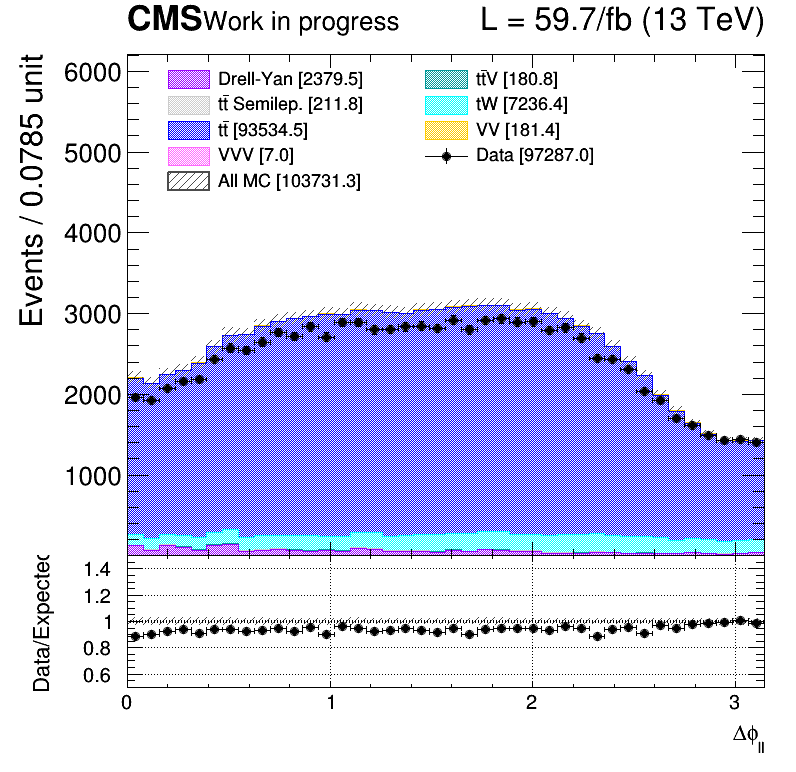 CMS Work in progress L = 59.7/fb (13 TeV)
Events / 0.0785 unit
6000
5000
4000
3000
2000
1000
Drell-Yan [2379.5]
tt̄ Semilep. [211.8]
tt̄ [93534.5]
VVV [7.0]
All MC [103731.3]
tt̄V [180.8]
tW [7236.4]
VV [181.4]
Data [97287.0]
Data/Expected
1.4
1.2
1
0.8
0.6
0 1 2 3
Δϕ_ll